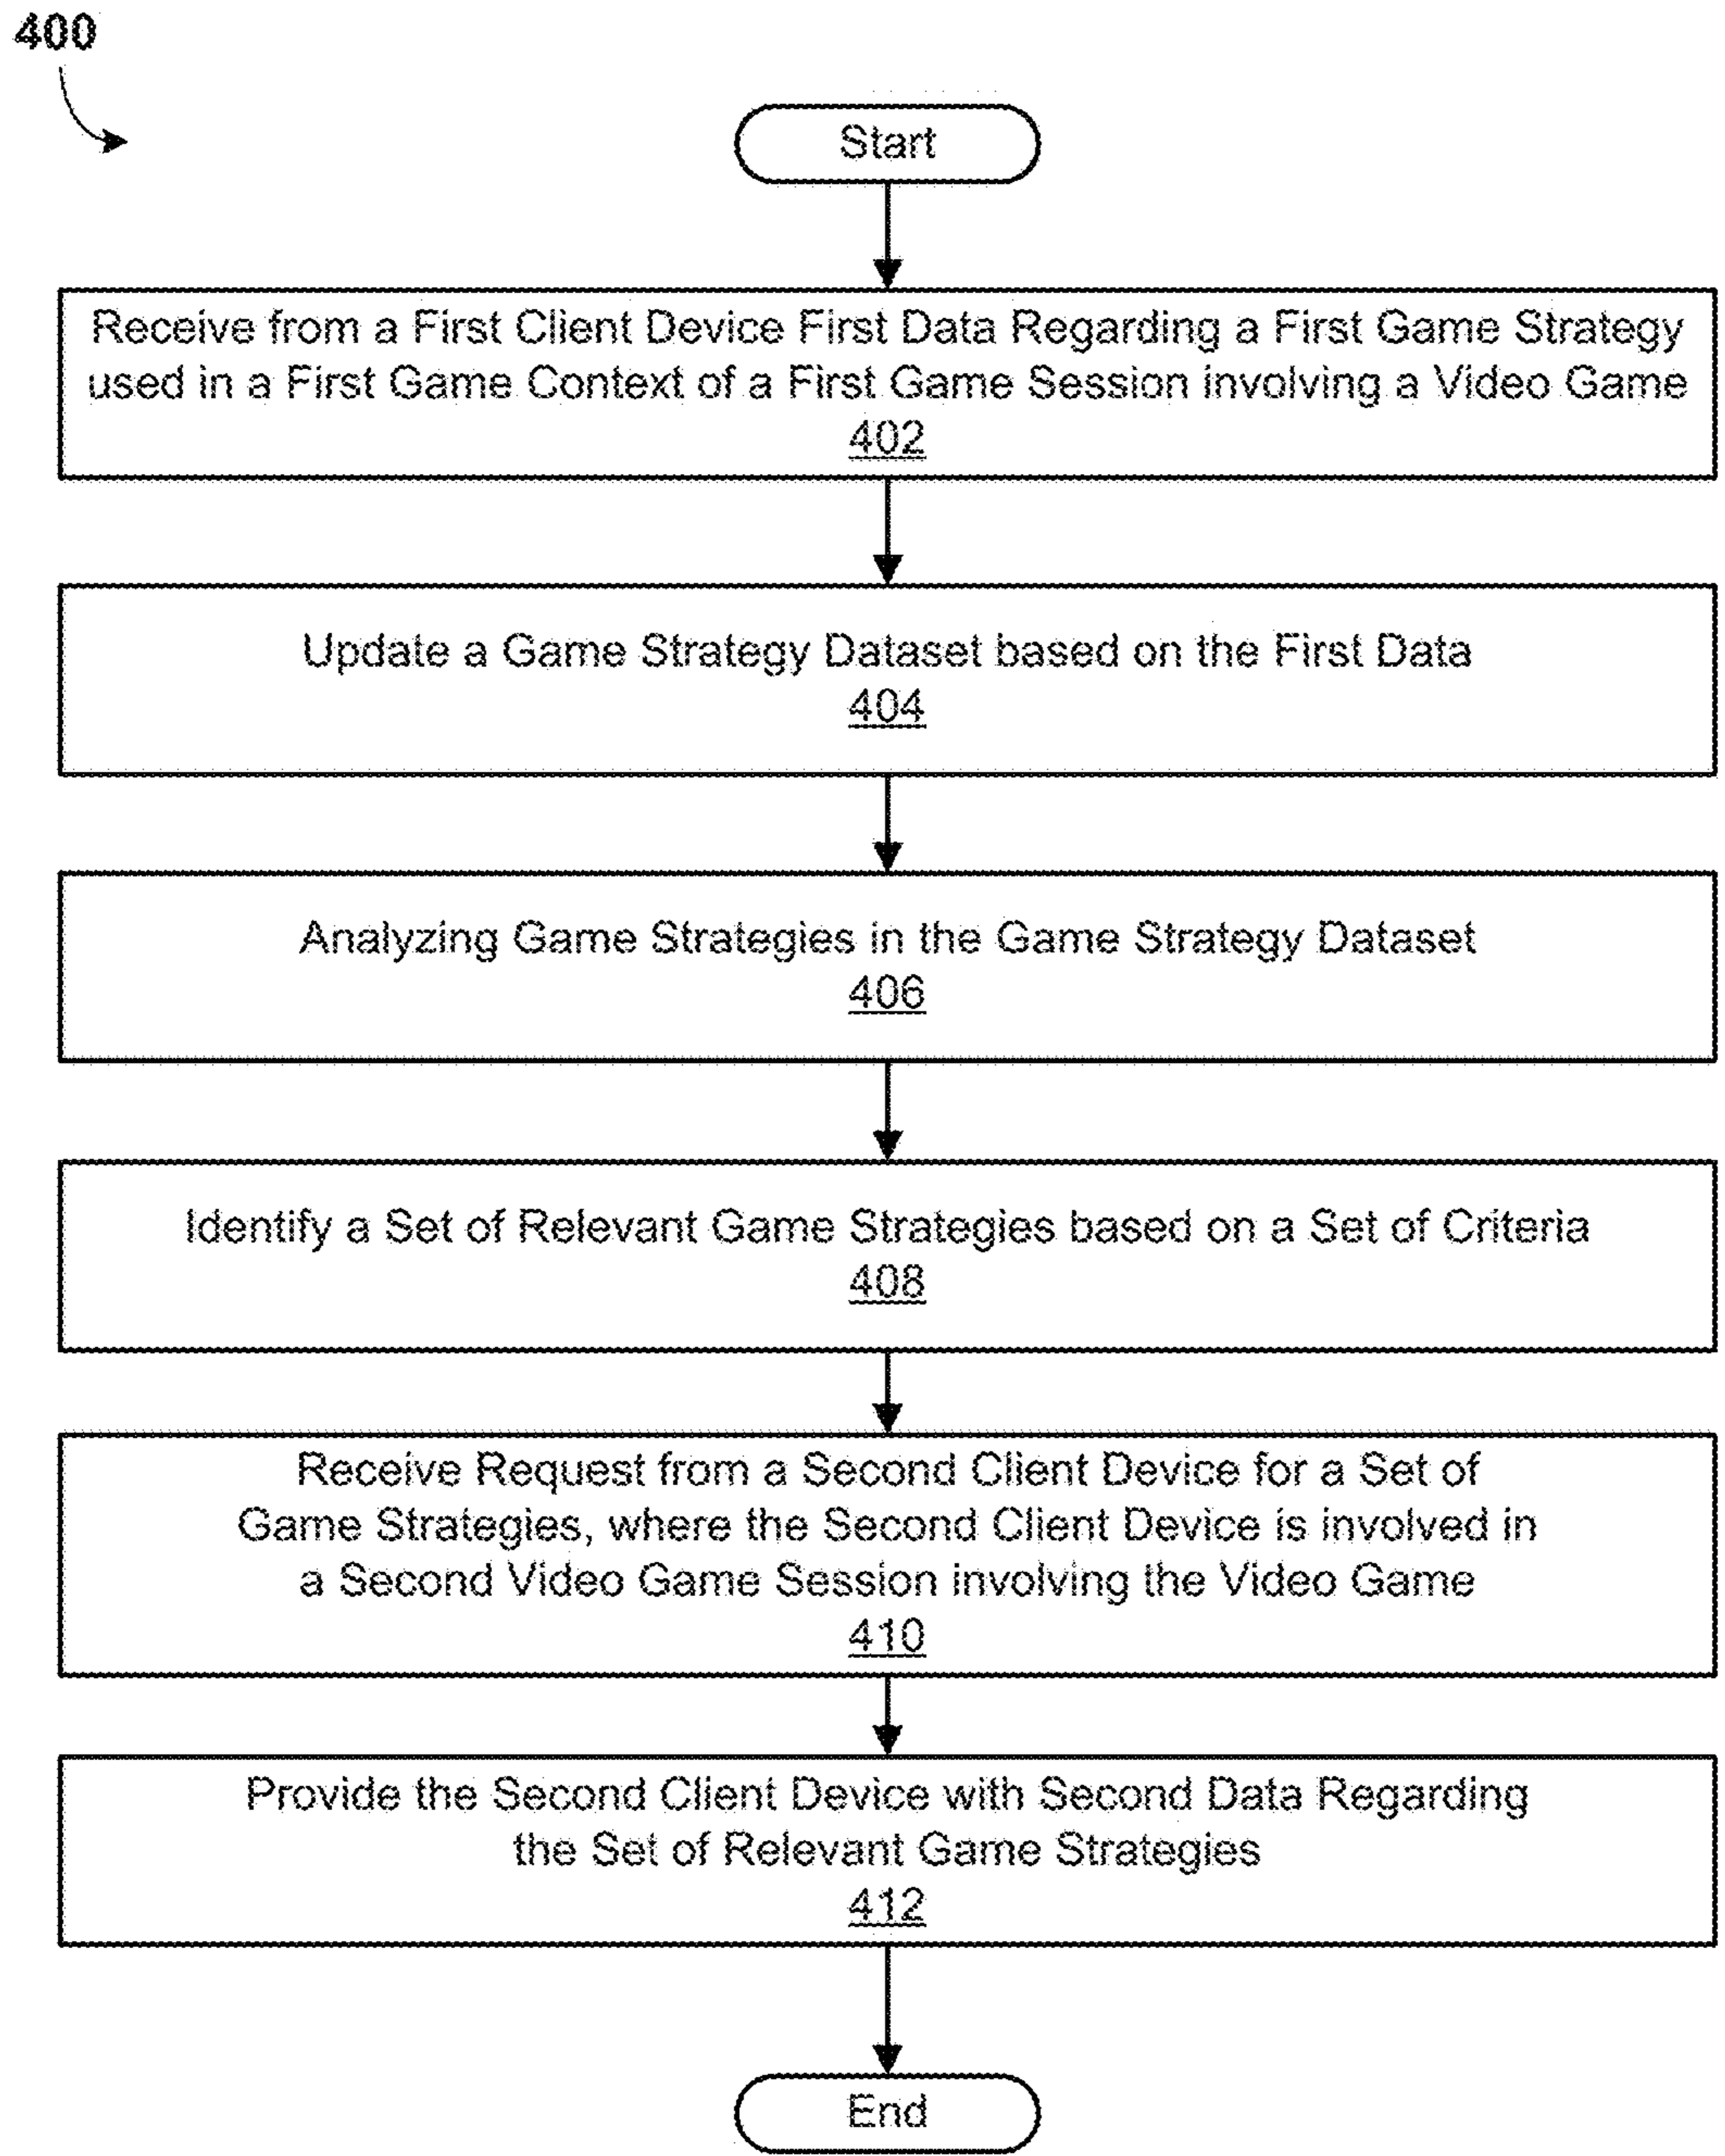 400
Start
Receive from a First Client Device First Data Regarding a First Game Strategy
used in a First Game Context of a First Game Session involving a Video Game
402
Update a Game Strategy Dataset based on the First Data
404
Analyzing Game Strategies in the Game Strategy Dataset
406
Identify a Set of Relevant Game Strategies based on a Set of Criteria
408
Receive Request from a Second Client Device for a Set of
Game Strategies, where the Second Client Device is involved in
a Second Video Game Session involving the Video Game
410
Provide the Second Client Device with Second Data Regarding
the Set of Relevant Game Strategies
412
End